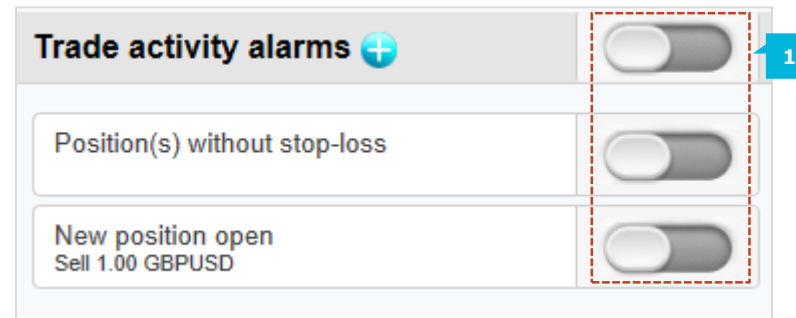 Trade activity alarms
1
Position(s) without stop-loss
New position open
Sell 1.00 GBPUSD